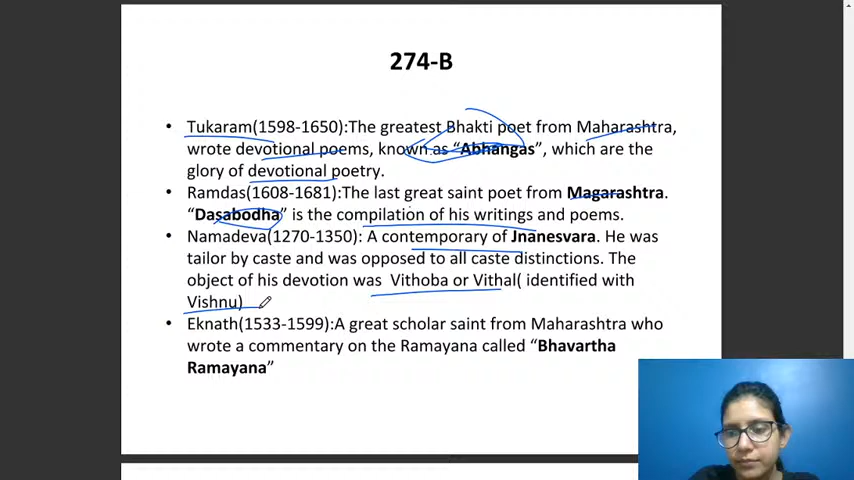 274-B
• Tukaram(1598-1650):The greatest Bhakti poet from Maharashtra,
wrote devotional poems, known as “Abhangas”, which are the
glory of devotional poetry.
• Ramdas(1608-1681):The last great saint poet from Magarashtra.
“Dasabodha” is the compilation of his writings and poems.
• Namadeva(1270-1350): A contemporary of Jnanesvara. He was
tailor by caste and was opposed to all caste distinctions. The
object of his devotion was Vithoba or Vithal( identified with
Vishnu)
• Eknath(1533-1599):A great scholar saint from Maharashtra who
wrote a commentary on the Ramayana called “Bhavartha
Ramayana”